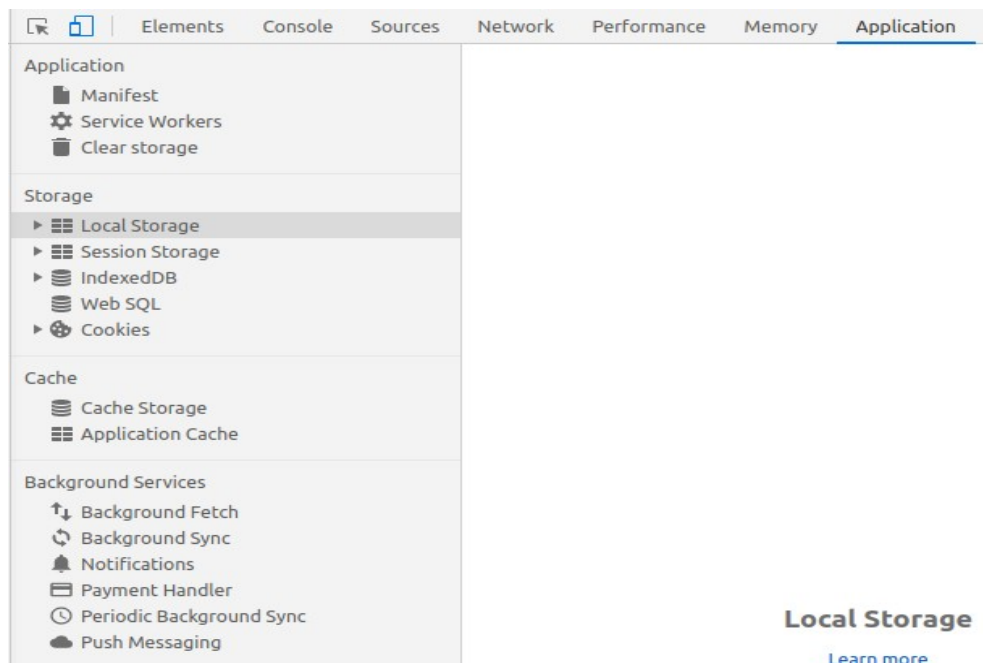 Elements Console Sources Network Performance Memory Application
Application
Manifest
Service Workers
Clear storage
Storage
Local Storage
Session Storage
IndexedDB
Web SQL
Cookies
Cache
Cache Storage
Application Cache
Background Services
Background Fetch
Background Sync
Notifications
Payment Handler
Periodic Background Sync
Push Messaging
Local Storage
Learn more